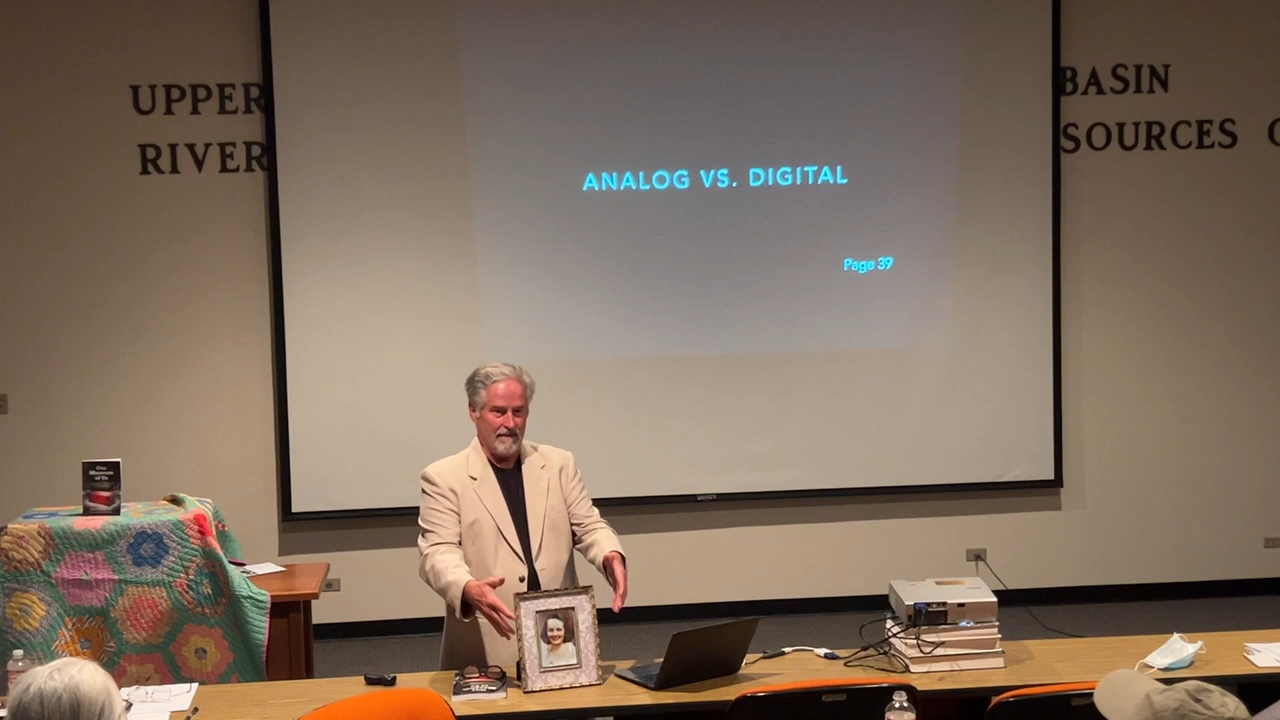 UPPER
BASIN
RIVER
SOURCES
ANALOG VS. DIGITAL
Page 39